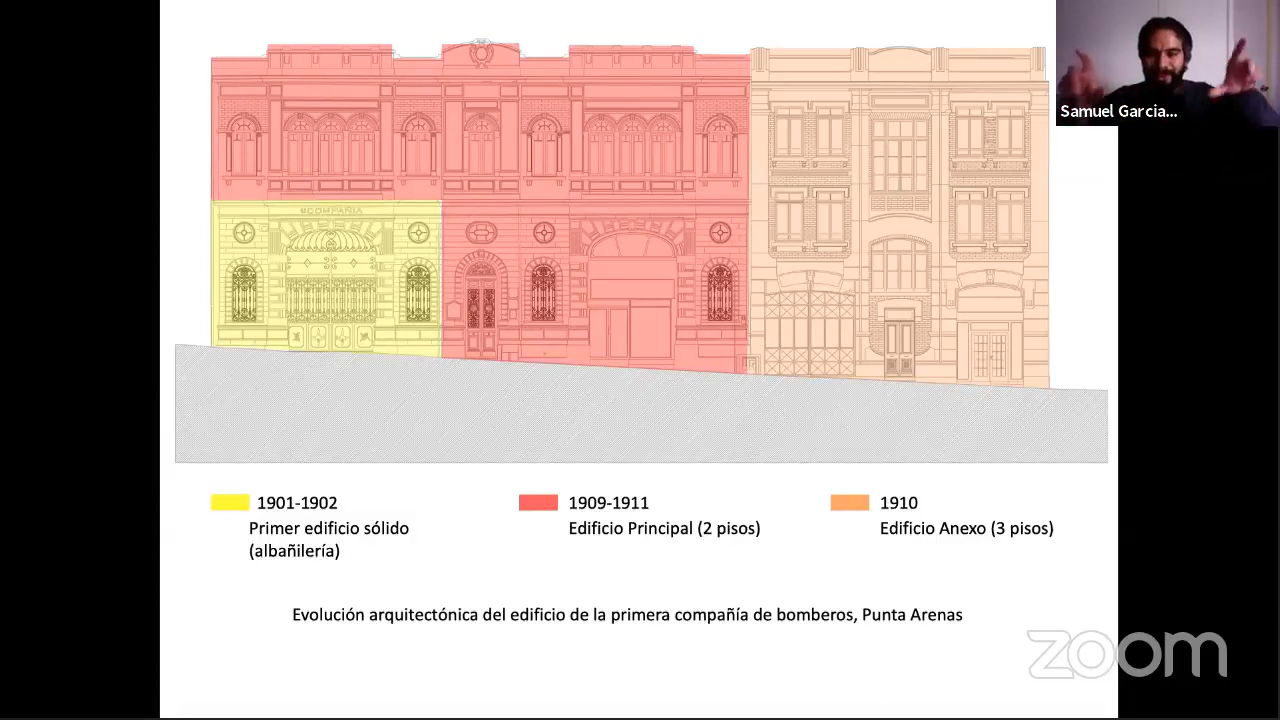 Samuel Garcia...
COMPAÑIA
1901-1902
Primer edificio sólido
(albañilería)
1909-1911
Edificio Principal (2 pisos)
1910
Edificio Anexo (3 pisos)
Evolución arquitectónica del edificio de la primera compañía de bomberos, Punta Arenas
zoom